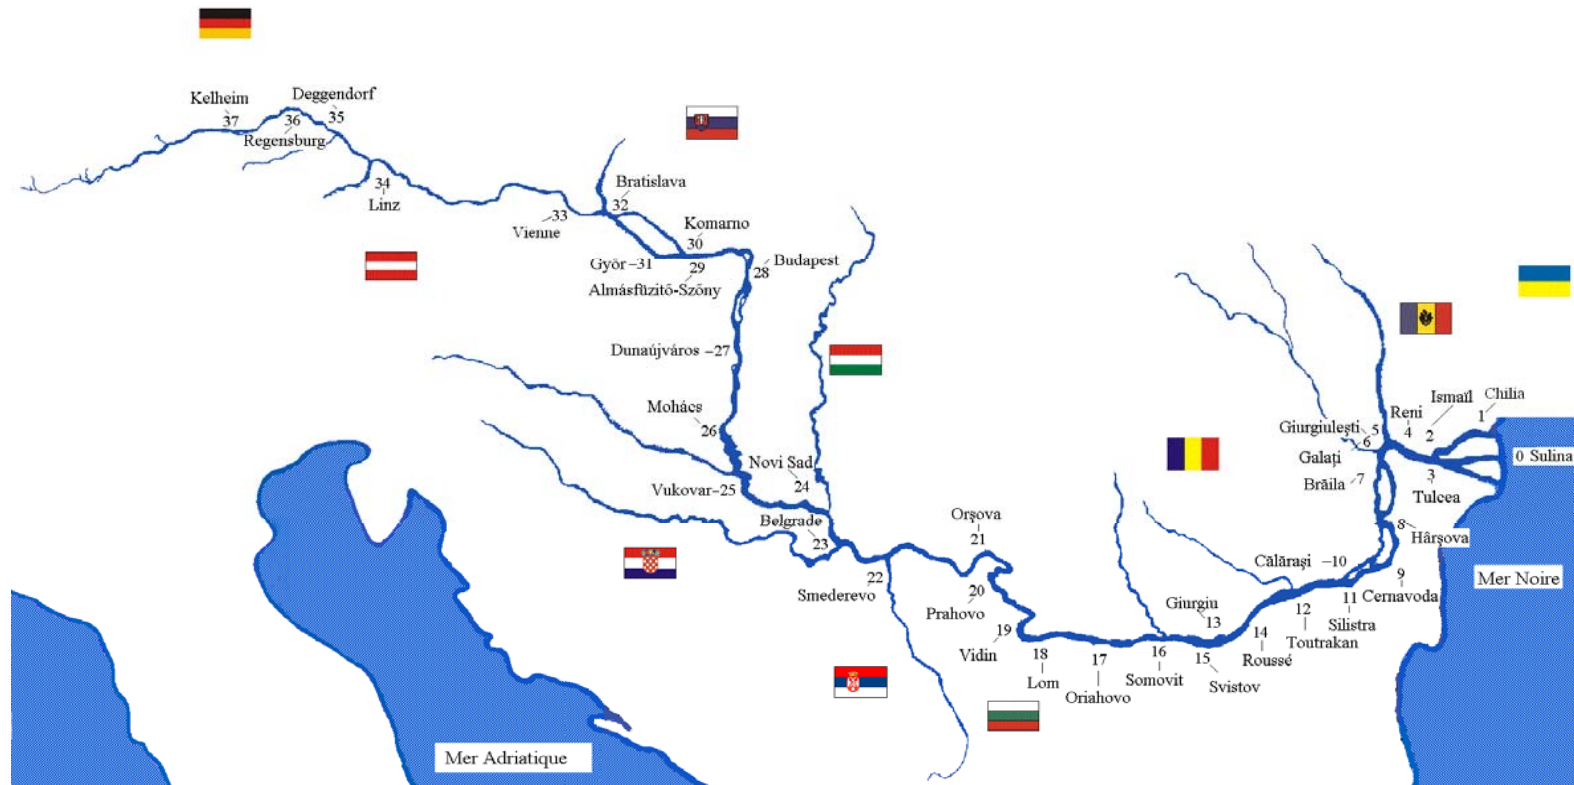 Kelheim
37
Deggendorf
36
35
Regensburg
34
Linz
Bratislava
32
33
Vienne
Komarno
30
Györ –31
29
Almásfüzitő-Szőny
Budapest
28
Dunaújváros –27
Mohács
26
Novi Sad
24
Vukovar–25
Belgrade
23
22
Smederevo
Orşova
21
20
Prahovo
19
Vidin
18
Lom
17
Oriahovo
16
Somovit
Giurgiu
13
15
Svistov
14
Roussé
12
Toutrakan
11
Silistra
Călăraşi –10
9
Cernavoda
8
Hârşova
Brăila
7
Galaţi
6
Giurgiuleşti
5
Reni
4
Ismaïl
2
Chilia
1
3
Tulcea
0 Sulina
Mer Noire
Mer Adriatique